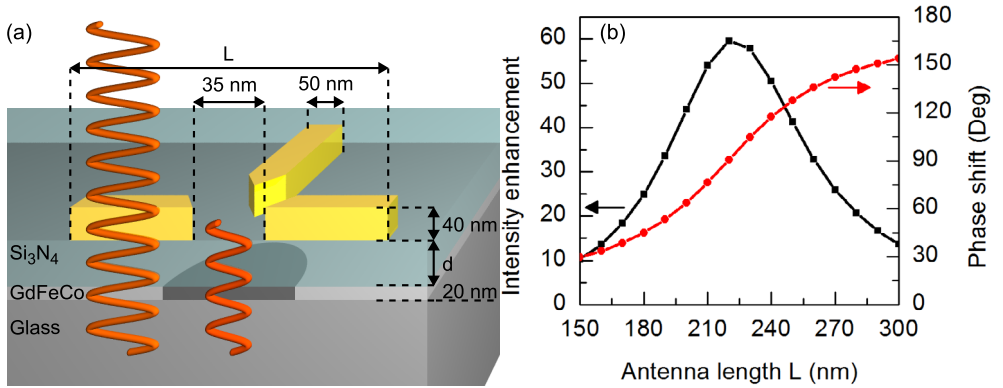 (a)
L
35 nm
50 nm
40 nm
Si3N4
d
GdFeCo
20 nm
Glass
(b)
Intensity enhancement
60
50
40
30
20
10
0
180
150
120
90
60
30
0
Phase shift (Deg)
150 180 210 240 270 300
Antenna length L (nm)